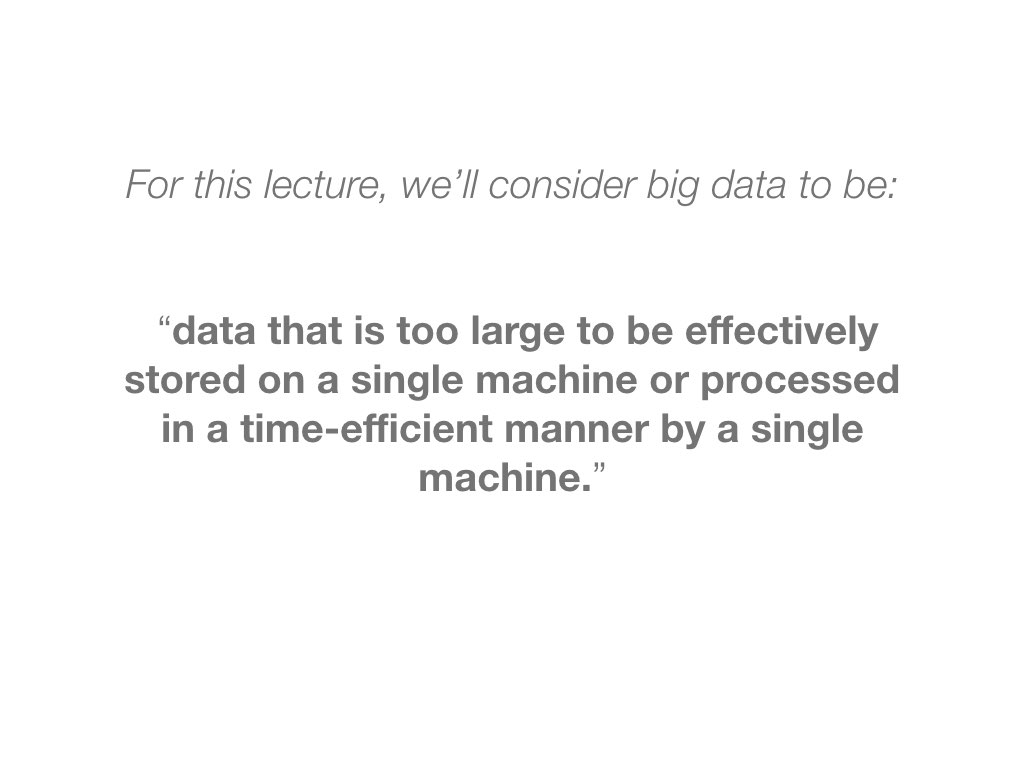 For this lecture, we’ll consider big data to be:
“data that is too large to be effectively
stored on a single machine or processed
in a time-efficient manner by a single
machine.”